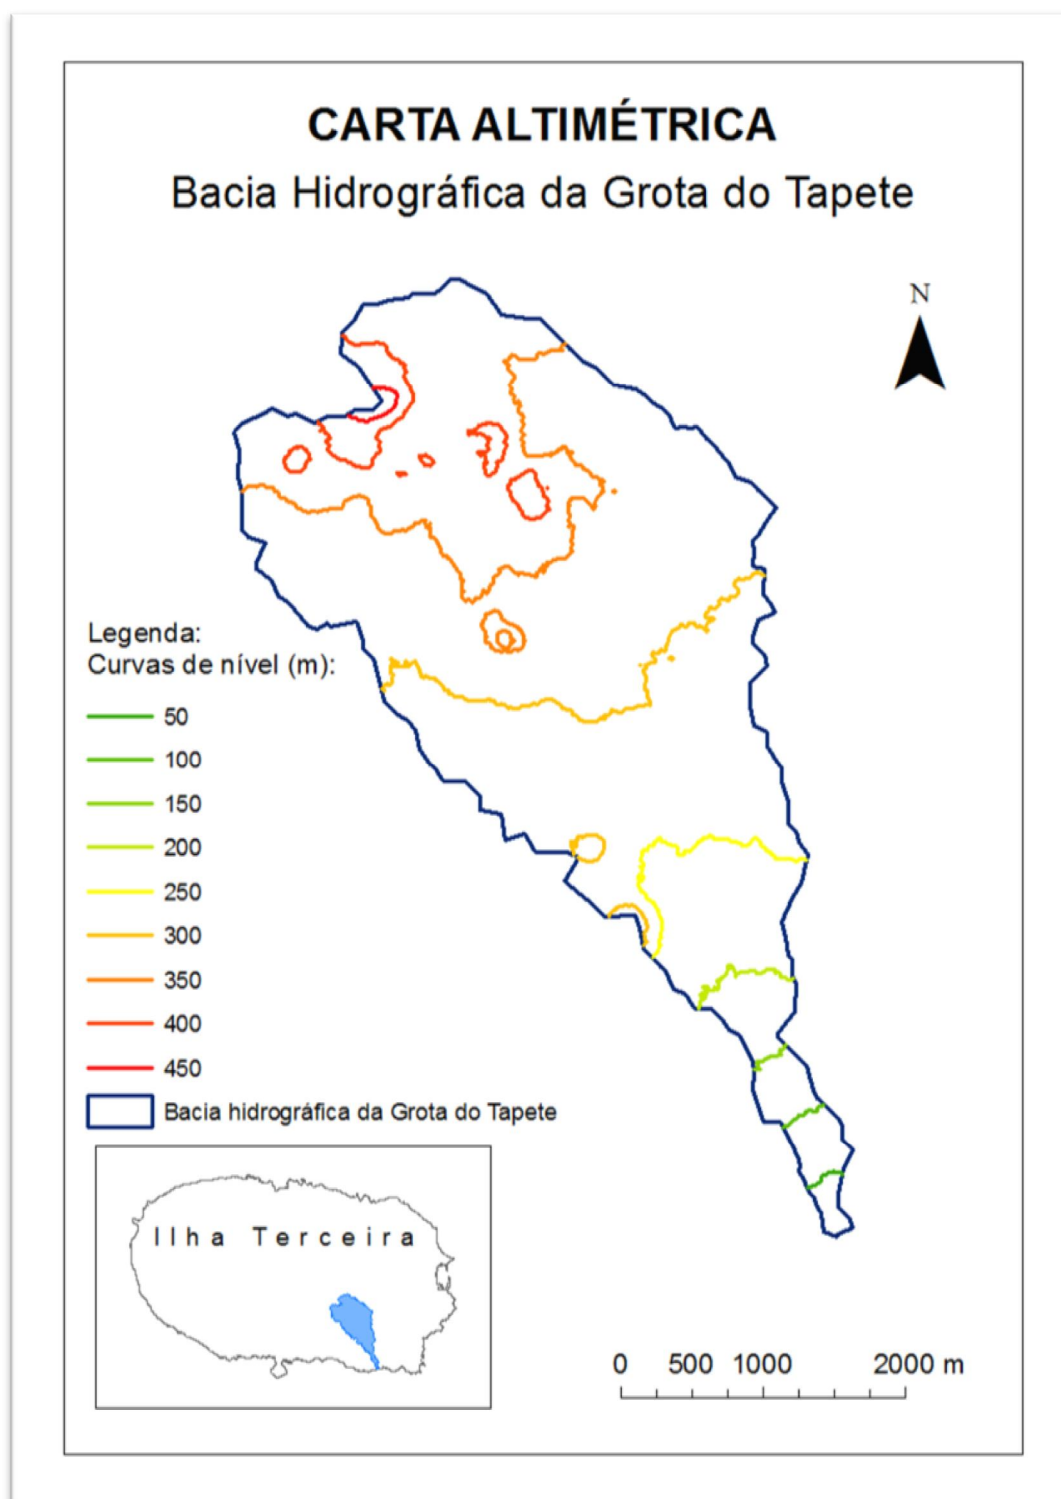 CARTA ALTIMÉTRICA
Bacia Hidrográfica da Grota do Tapete
N
Legenda:
Curvas de nível (m):
50
100
150
200
250
300
350
400
450
Bacia hidrográfica da Grota do Tapete
Ilha Terceira
0 500 1000 2000 m